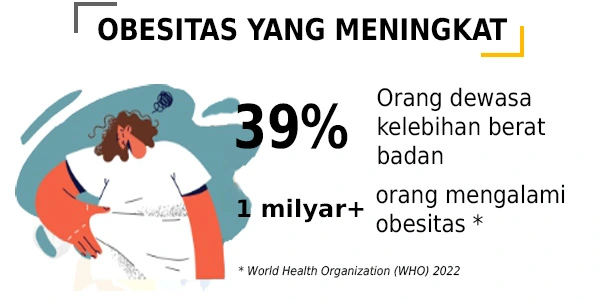 OBESITAS YANG MENINGKAT
39%
Orang dewasa
kelebihan berat
badan
1 milyar+
orang mengalami
obesitas *
* World Health Organization (WHO) 2022